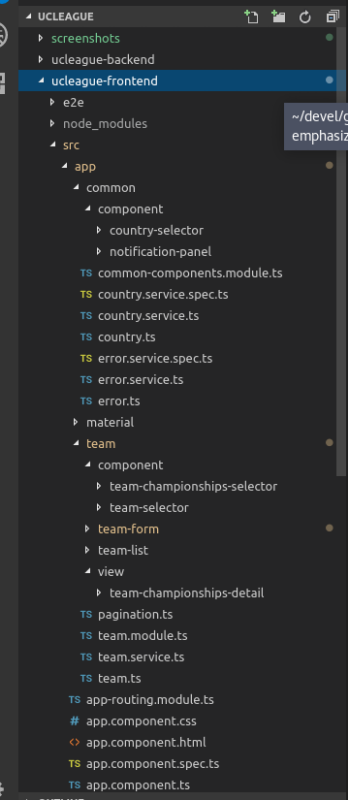 UCLEAGUE
screenshots
ucleague-backend
ucleague-frontend
e2e
~/devel/g
node_modules
emphasiz
src
app
common
component
country-selector
notification-panel
TS common-components.module.ts
TS country.service.spec.ts
TS country.service.ts
TS country.ts
TS error.service.spec.ts
TS error.service.ts
TS error.ts
material
team
component
team-championships-selector
team-selector
team-form
team-list
view
team-championships-detail
TS pagination.ts
TS team.module.ts
TS team.service.ts
TS team.ts
TS app-routing.module.ts
# app.component.css
<> app.component.html
TS app.component.spec.ts
TS app.component.ts